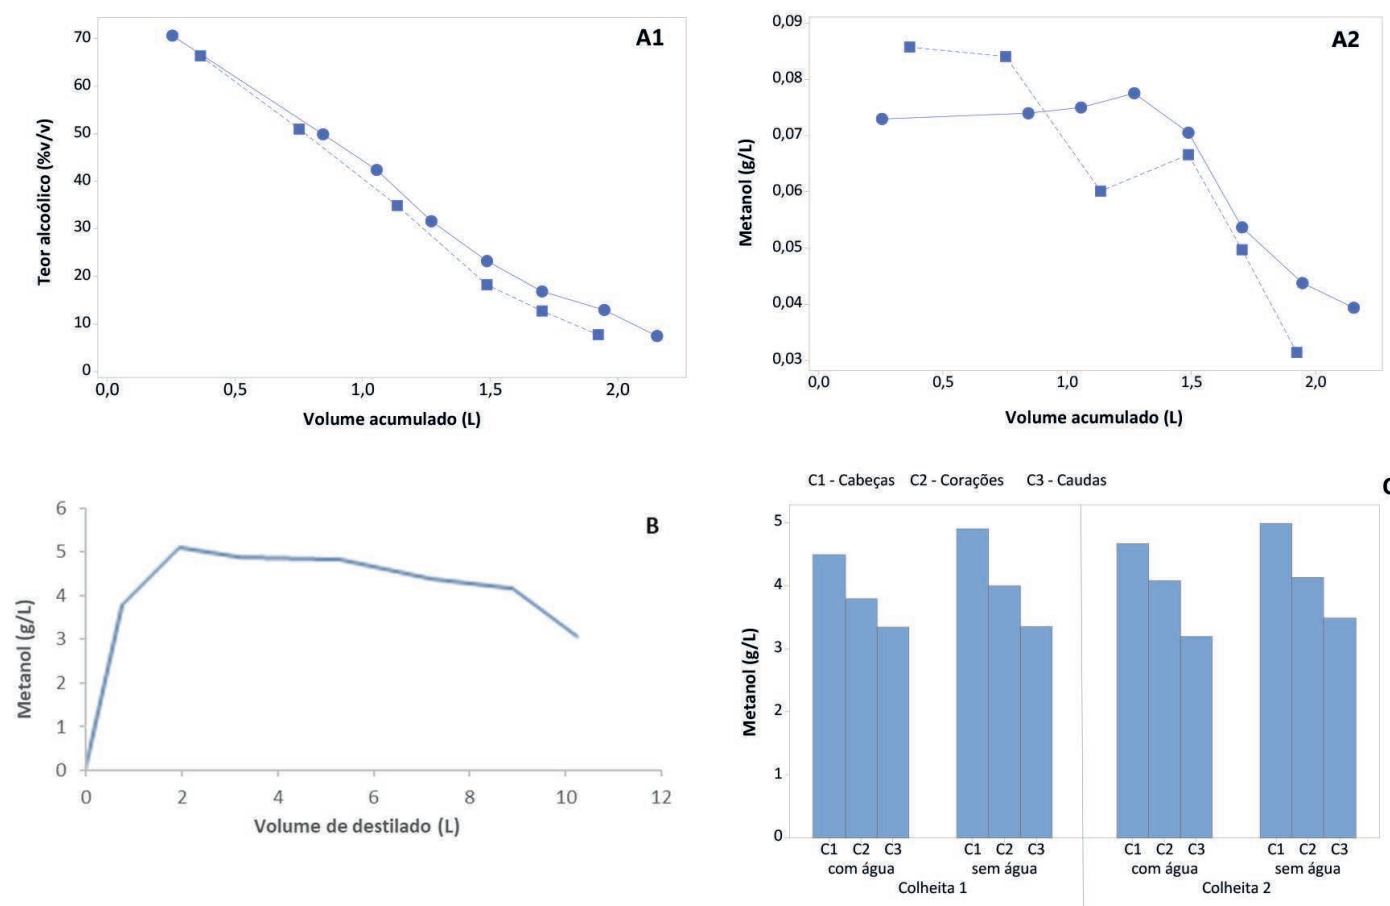 A1
Teor alcoólico (%v/v)
70
60
50
40
30
20
10
0
0,0 0,5 1,0 1,5 2,0
Volume acumulado (L)
A2
Metanol (g/L)
0,09
0,08
0,07
0,06
0,05
0,04
0,03
0,0 0,5 1,0 1,5 2,0
Volume acumulado (L)
B
Metanol (g/L)
6
5
4
3
2
1
0
0 2 4 6 8 10 12
Volume de destilado (L)
C1 - Cabeças C2 - Corações C3 - Caudas
Metanol (g/L)
5
4
3
2
1
0
C1 C2 C3 C1 C2 C3 C1 C2 C3 C1 C2 C3
com água sem água com água sem água
Colheita 1 Colheita 2